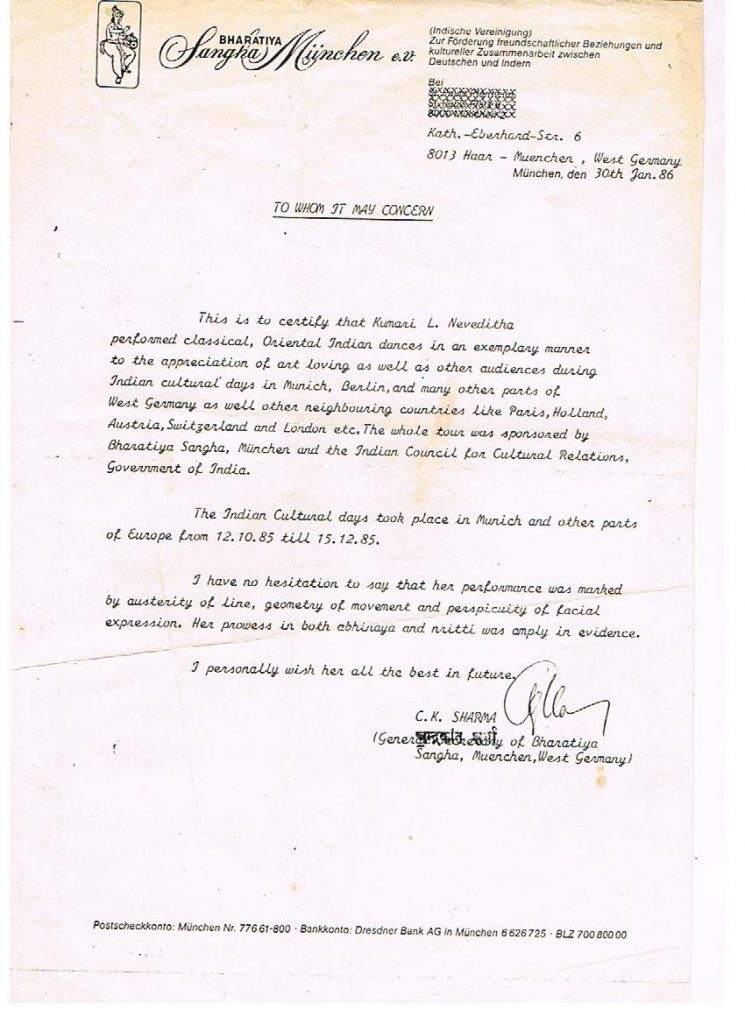 BHARATIYA
Sangha München e.V.
(Indische Vereinigung)
Zur Förderung freundschaftlicher Beziehungen und
kultureller Zusammenarbeit zwischen
Deutschen und Indern
Bei
Kath.-Eberhard-Str. 6
8013 Haar - Muenchen , West Germany
München, den 30th Jan. 86
TO WHOM IT MAY CONCERN
This is to certify that Kumari L. Neveditha
performed classical, Oriental Indian dances in an exemplary manner
to the appreciation of art loving as well as other audiences during
Indian cultural days in Munich, Berlin,and many other parts of
West Germany as well other neighbouring countries like Paris,Holland,
Austria,Switzerland and London etc.The whole tour was sponsored by
Bharatiya Sangha, München and the Indian Council for Cultural Relations,
Government of India.
The Indian Cultural days took place in Munich and other parts
of Europe from 12.10.85 till 15.12.85.
I have no hesitation to say that her performance was marked
by austerity of line, geometry of movement and perspicuity of facial
expression. Her prowess in both abhinaya and nritti was amply in evidence.
I personally wish her all the best in future.
C.K. SHARMA
(General Secretary of Bharatiya
Sangha, Muenchen,West Germany)
Postscheckkonto: München Nr. 776 61-800 · Bankkonto: Dresdner Bank AG in München 6 626 725 · BLZ 700 800 00